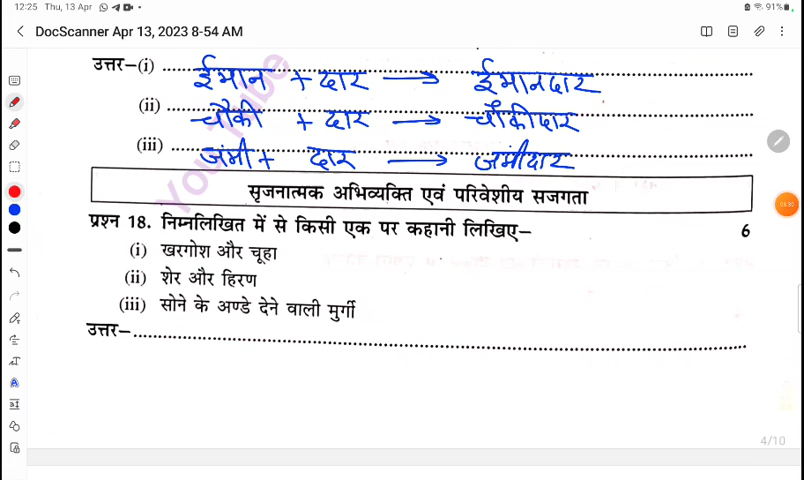 12:25 Thu, 13 Apr 91%
DocScanner Apr 13, 2023 8-54 AM
उत्तर–(i) ईमान + दार → ईमानदार
(ii) चौकी + दार → चौकीदार
(iii) जमी + दार → जमीदार
YouTube
सृजनात्मक अभिव्यक्ति एवं परिवेशीय सजगता
प्रश्न 18. निम्नलिखित में से किसी एक पर कहानी लिखिए– 6
(i) खरगोश और चूहा
(ii) शेर और हिरण
(iii) सोने के अण्डे देने वाली मुर्गी
उत्तर–
4/10